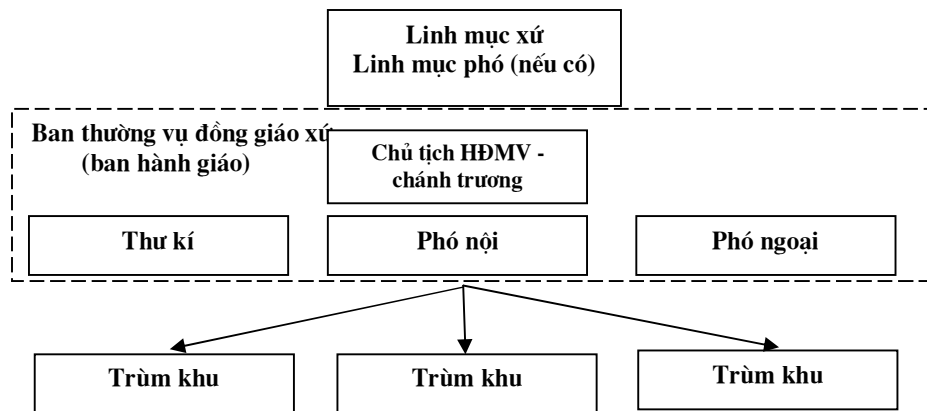 Linh mục xứ
Linh mục phó (nếu có)
Ban thường vụ đồng giáo xứ
(ban hành giáo)
Chủ tịch HĐMV -
chánh trương
Thư kí
Phó nội
Phó ngoại
Trùm khu
Trùm khu
Trùm khu